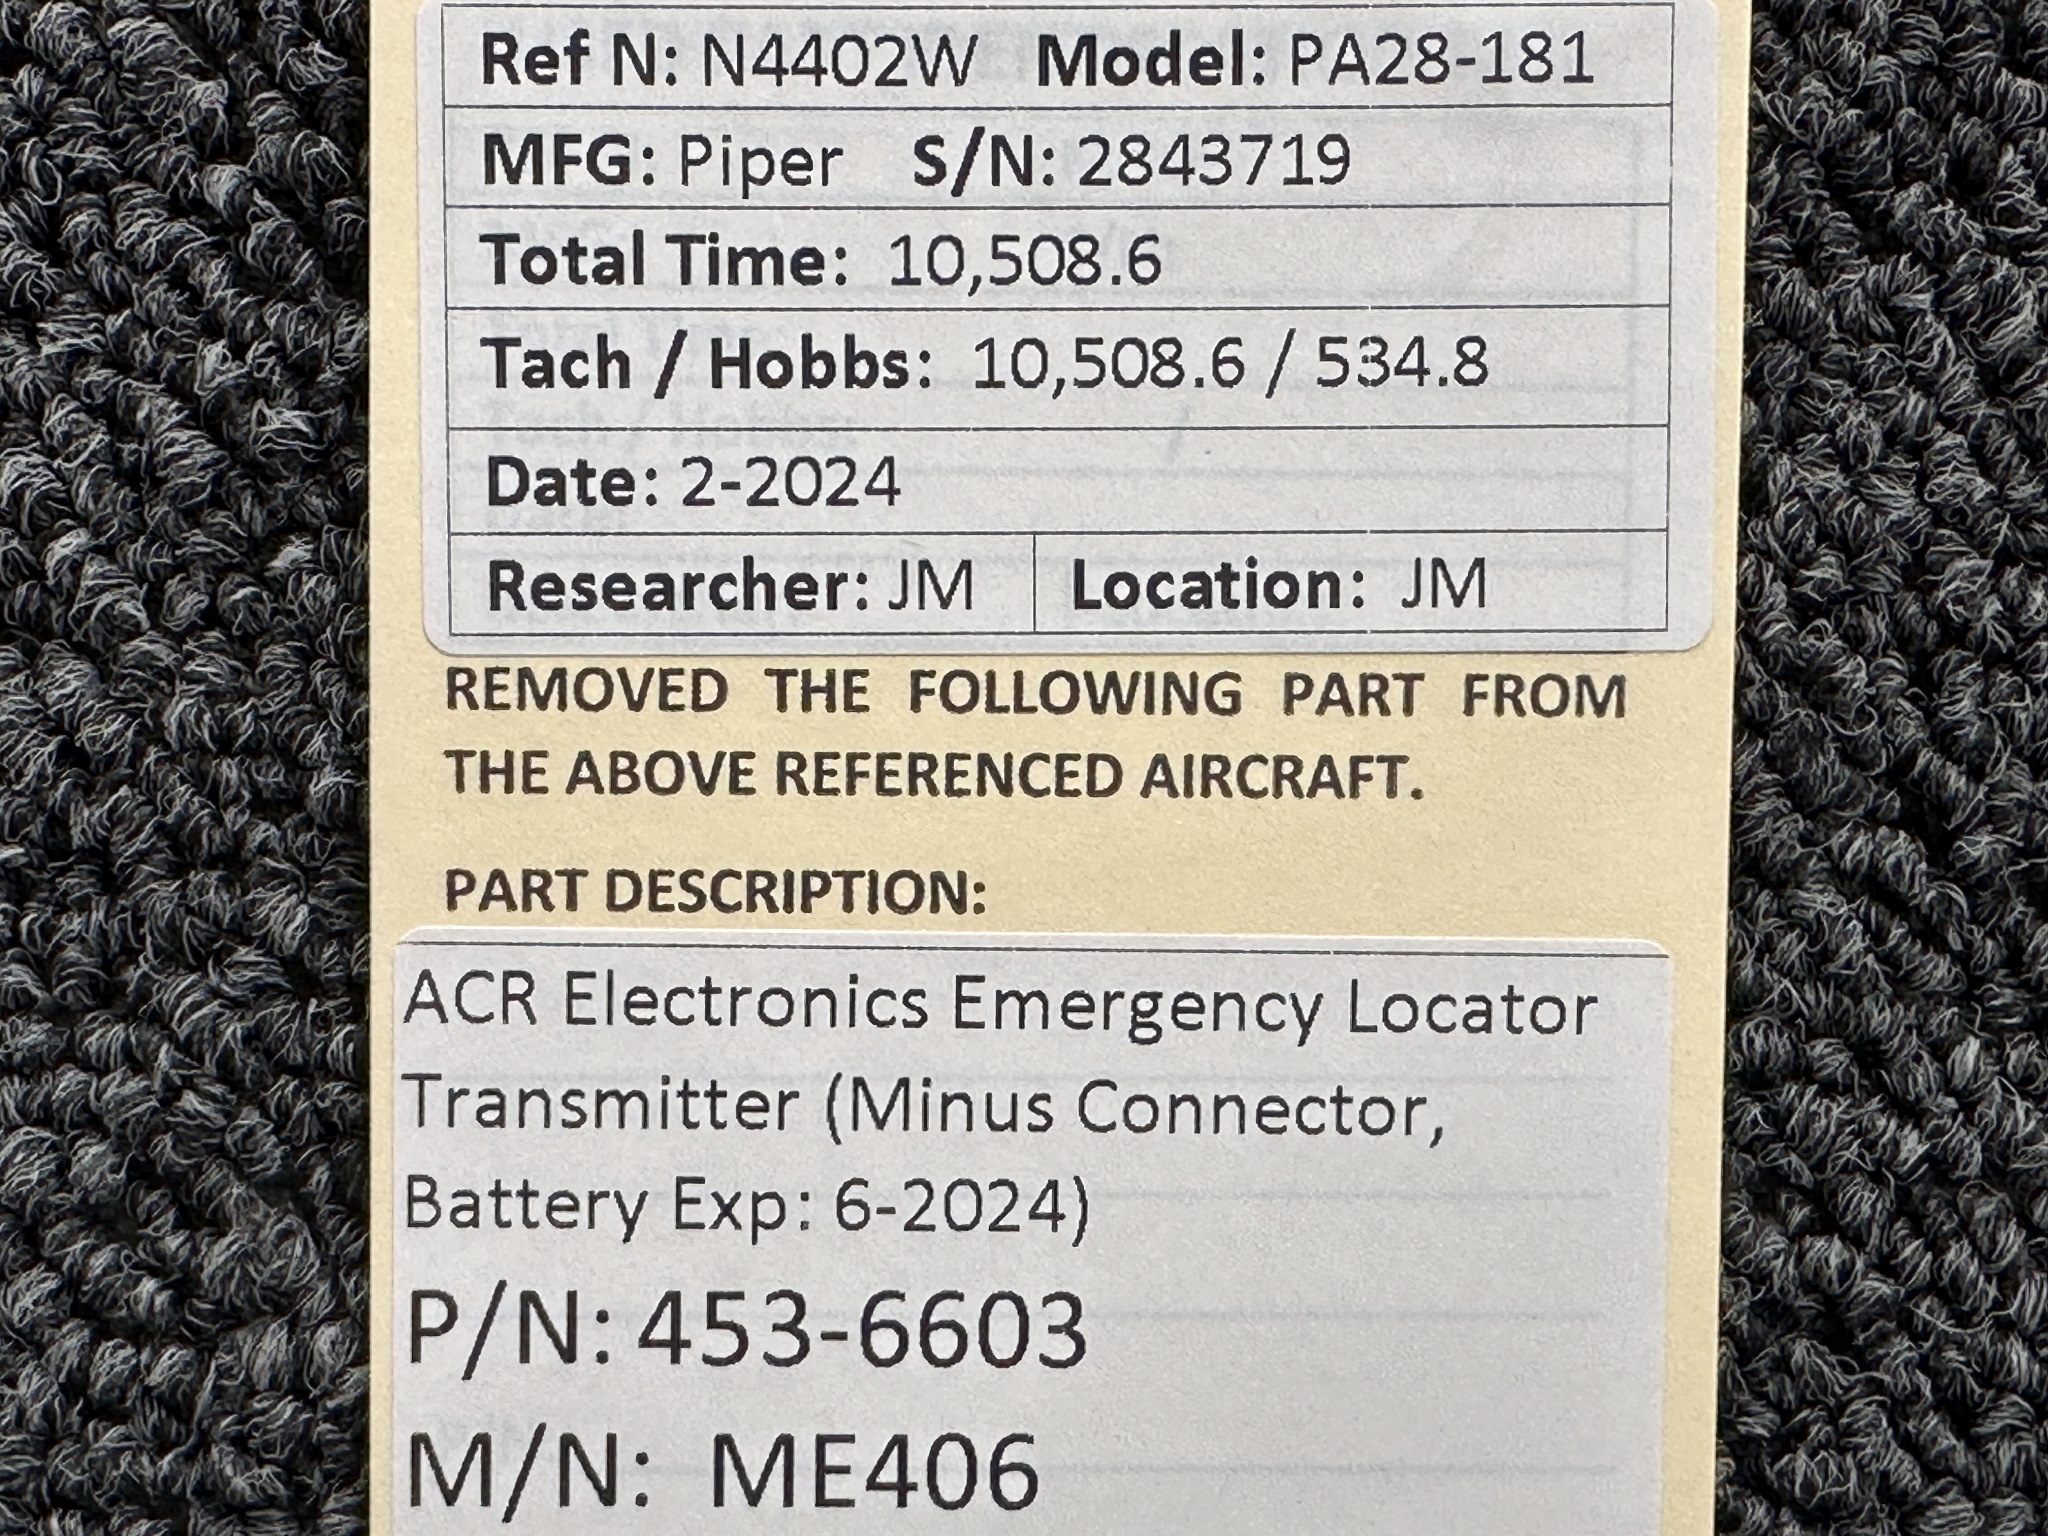 Ref N: N4402W Model: PA28-181
MFG: Piper S/N: 2843719
Total Time: 10,508.6
Tach / Hobbs: 10,508.6 / 534.8
Date: 2-2024
Researcher: JM Location: JM
REMOVED THE FOLLOWING PART FROM
THE ABOVE REFERENCED AIRCRAFT.
PART DESCRIPTION:
ACR Electronics Emergency Locator
Transmitter (Minus Connector,
Battery Exp: 6-2024)
P/N: 453-6603
M/N: ME406